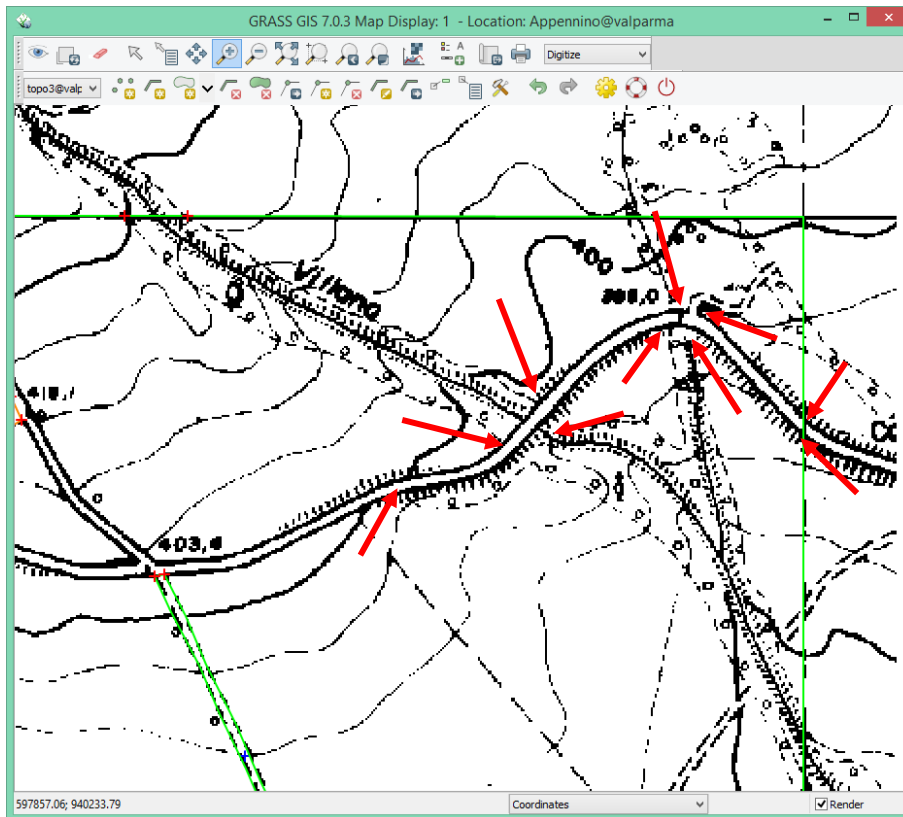 GRASS GIS 7.0.3 Map Display: 1 - Location: Appennino@valparma
Digitize
topo3@valp
400
Villano
403,4
597857.06; 940233.79
Coordinates
Render